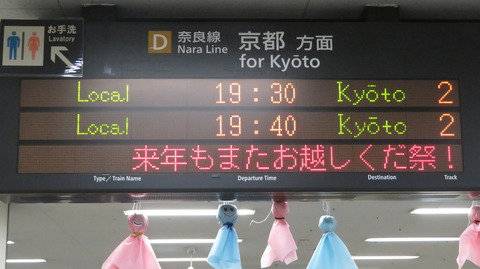 お手洗
Lavatory
D 奈良線 京都 方面
Nara Line for Kyōto
Local 19:30 Kyōto 2
Local 19:40 Kyōto 2
来年もまたお越しくだ祭！
Type／Train Name Departure Time Destination Track